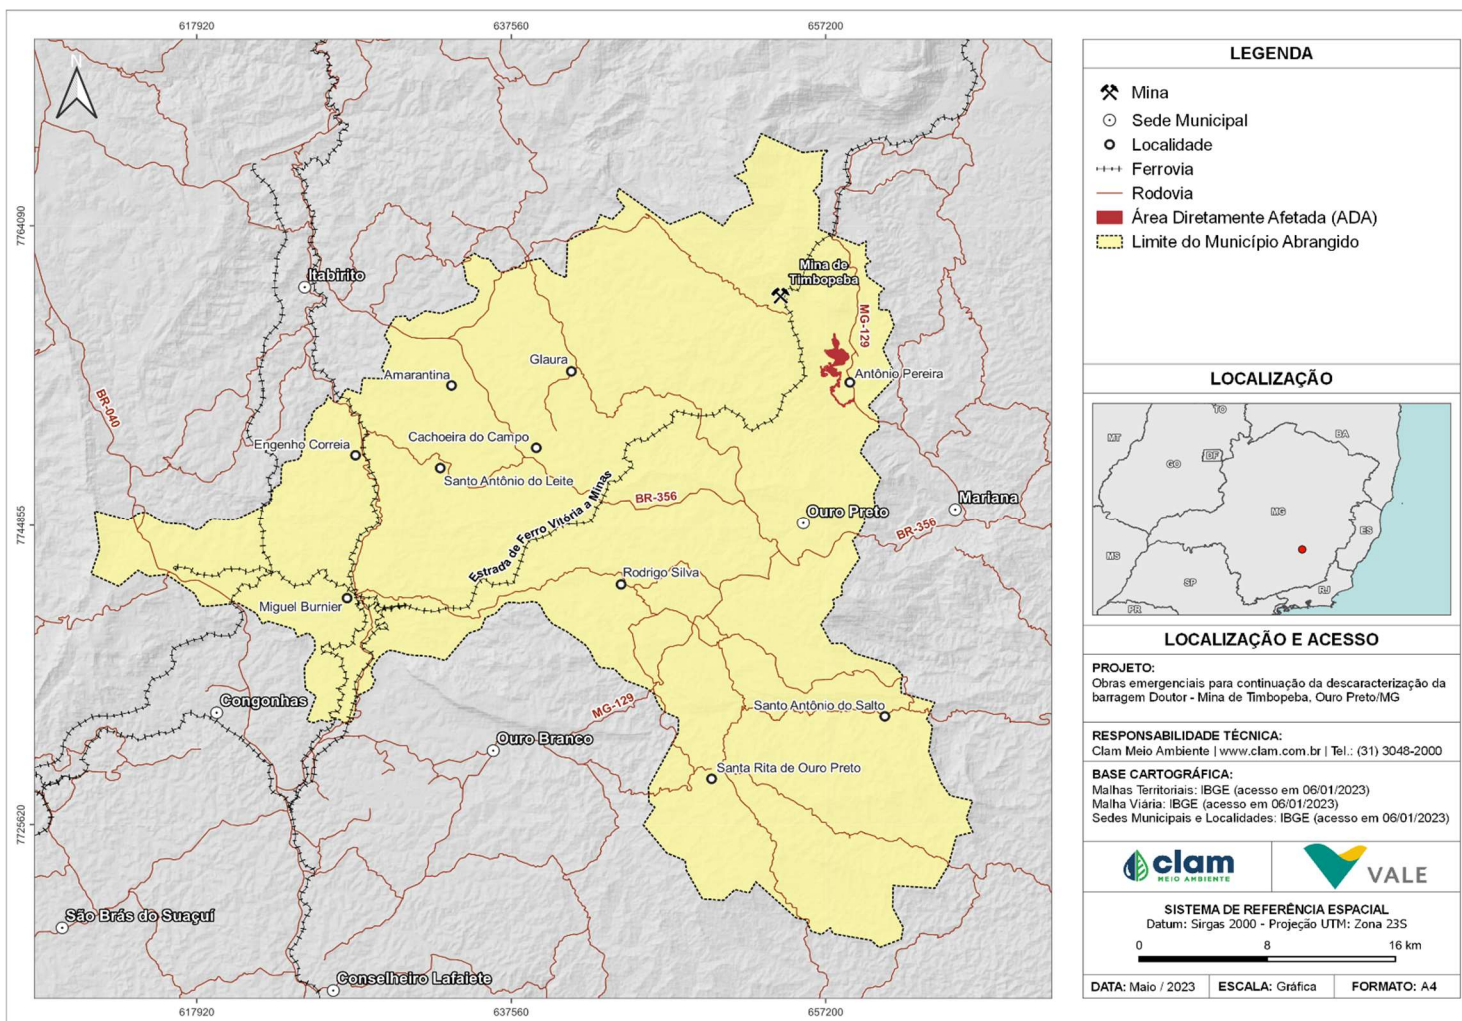 617920
637560
657200
N
7764090
7744855
7725620
Itabirito
Mina de
Timbopeba
MG-129
Glaura
Amarantina
Antônio Pereira
BR-040
Cachoeira do Campo
Engenho Correia
Santo Antônio do Leite
BR-356
Mariana
Ouro Preto
BR-356
Estrada de Ferro Vitória a Minas
Rodrigo Silva
Miguel Burnier
Congonhas
MG-129
Santo Antônio do Salto
Ouro Branco
Santa Rita de Ouro Preto
São Brás do Suaçuí
Conselheiro Lafaiete
617920
637560
657200
LEGENDA
Mina
Sede Municipal
Localidade
Ferrovia
Rodovia
Área Diretamente Afetada (ADA)
Limite do Município Abrangido
LOCALIZAÇÃO
TO
MT
BA
GO
DF
MG
ES
MS
SP
RJ
PR
LOCALIZAÇÃO E ACESSO
PROJETO:
Obras emergenciais para continuação da descaracterização da
barragem Doutor - Mina de Timbopeba, Ouro Preto/MG
RESPONSABILIDADE TÉCNICA:
Clam Meio Ambiente | www.clam.com.br | Tel.: (31) 3048-2000
BASE CARTOGRÁFICA:
Malhas Territoriais: IBGE (acesso em 06/01/2023)
Malha Viária: IBGE (acesso em 06/01/2023)
Sedes Municipais e Localidades: IBGE (acesso em 06/01/2023)
clam
MEIO AMBIENTE
VALE
SISTEMA DE REFERÊNCIA ESPACIAL
Datum: Sirgas 2000 - Projeção UTM: Zona 23S
0 8 16 km
DATA: Maio / 2023 ESCALA: Gráfica FORMATO: A4